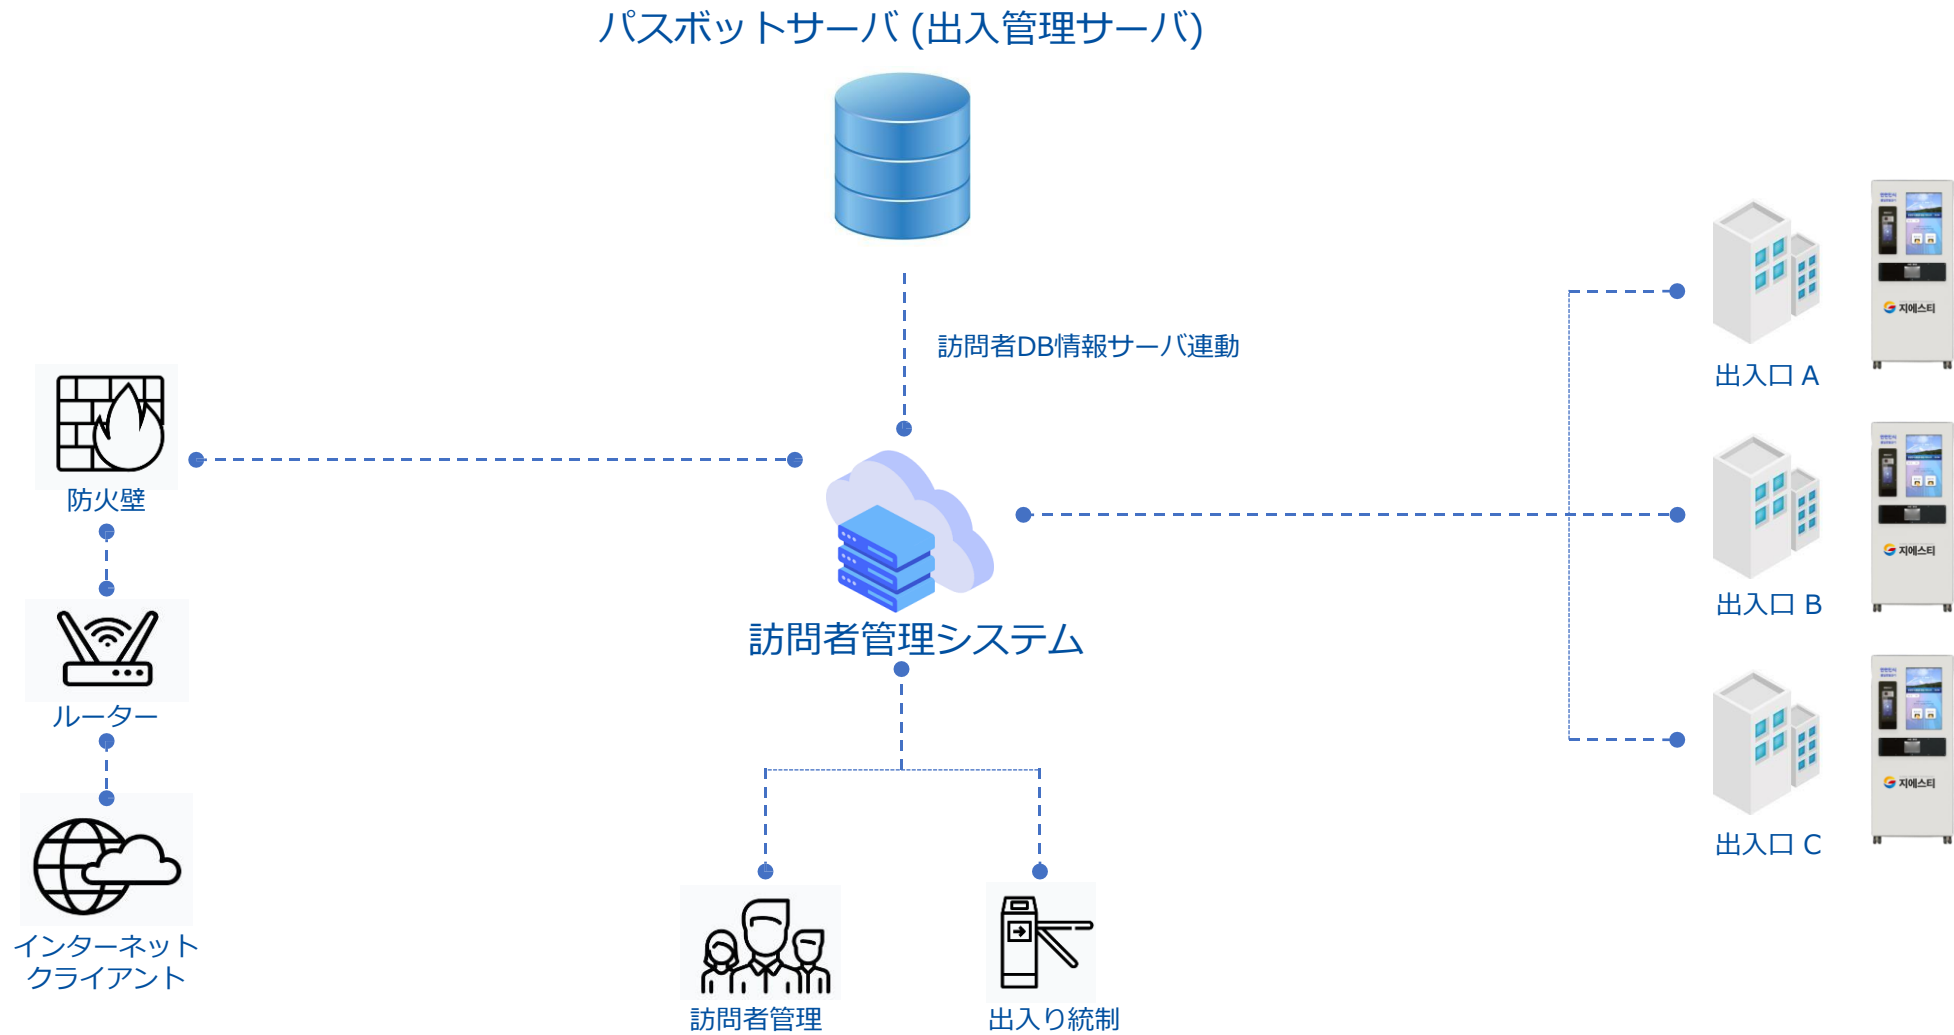 パスボットサーバ (出入管理サーバ)
訪問者DB情報サーバ連動
防火壁
ルーター
インターネット
クライアント
訪問者管理システム
訪問者管理
出入り統制
出入口 A
지에스티
出入口 B
지에스티
出入口 C
지에스티